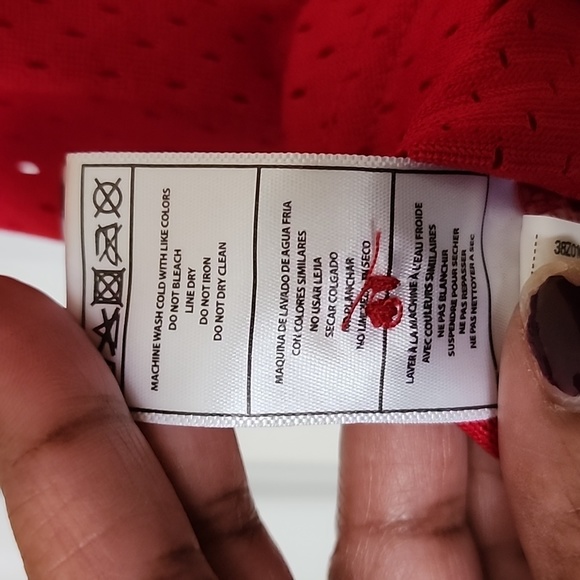 MACHINE WASH COLD WITH LIKE COLORS
DO NOT BLEACH
LINE DRY
DO NOT IRON
DO NOT DRY CLEAN
MAQUINA DE LAVADO DE AGUA FRIA
CON COLORES SIMILARES
NO USAR LEJIA
SECAR COLGADO
NO PLANCHAR
NO SECO
LAVER A LA MACHINE A L'EAU FROIDE
AVEC COULEURS SIMILAIRES
NE PAS BLANCHIR
SUSPENDRE POUR SECHER
NE PAS REPASSER
NE PAS NETTOYER A SEC